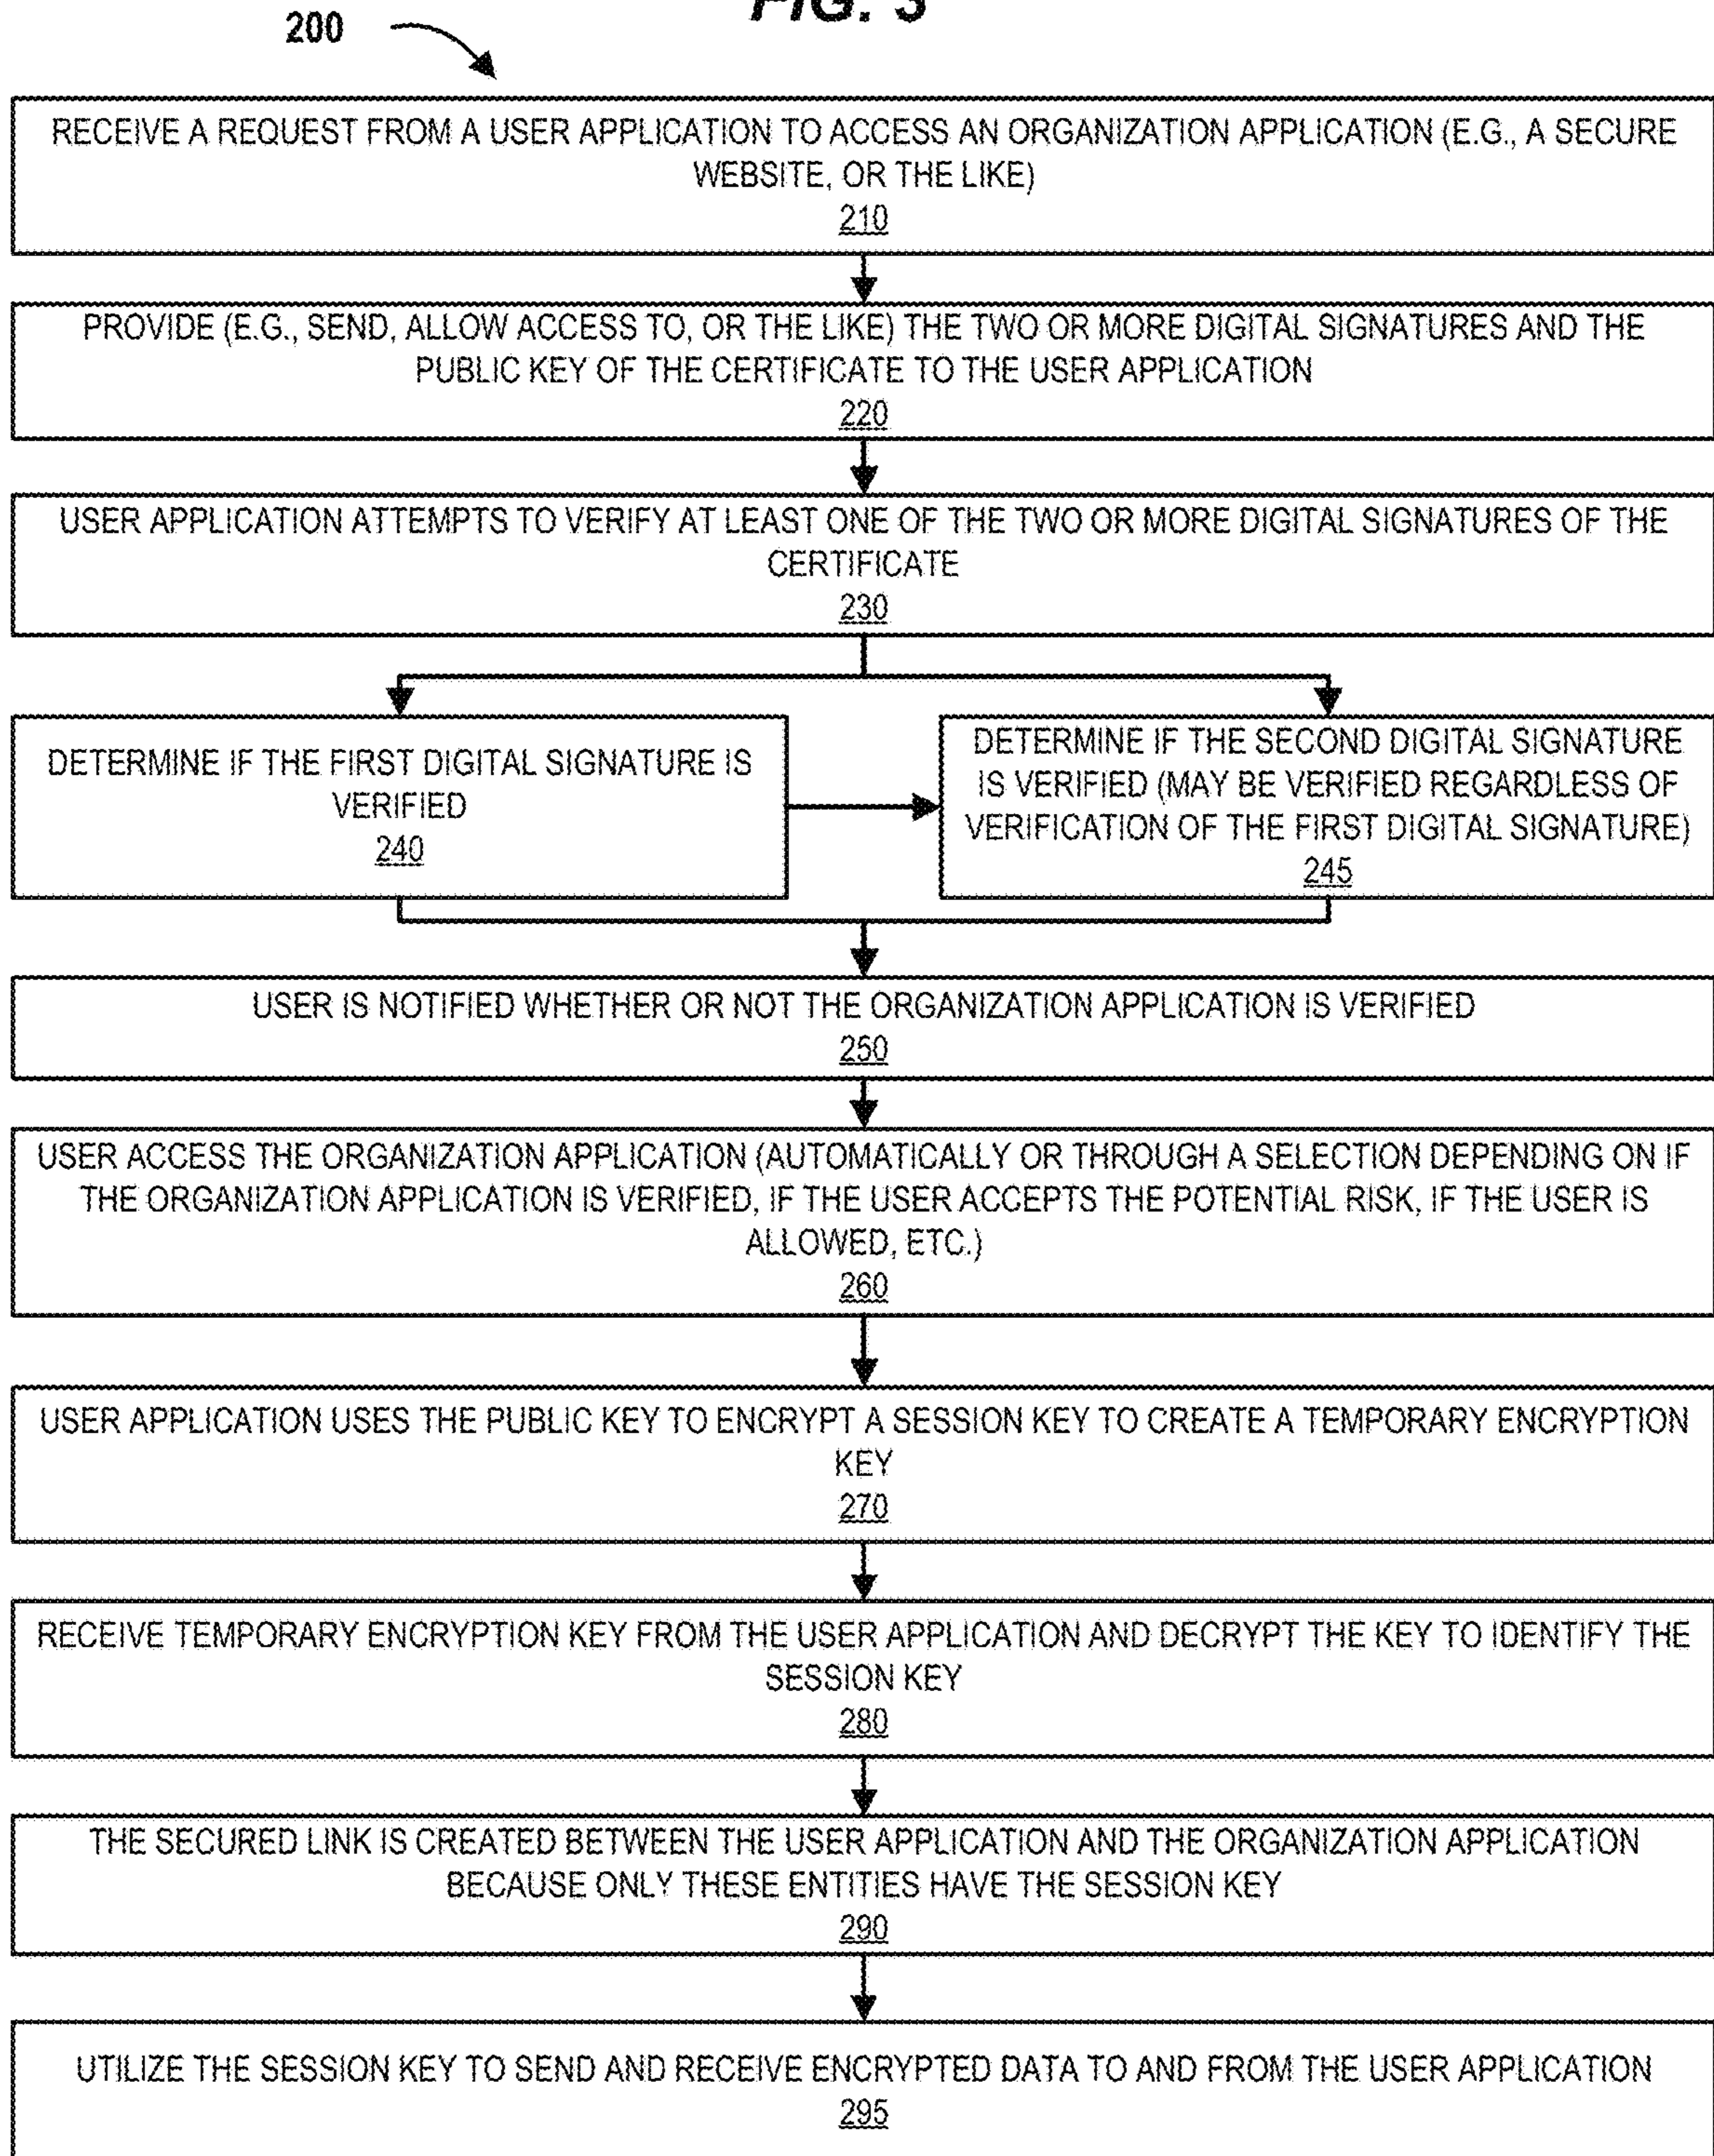 FIG. 3
200
RECEIVE A REQUEST FROM A USER APPLICATION TO ACCESS AN ORGANIZATION APPLICATION (E.G., A SECURE
WEBSITE, OR THE LIKE)
210
PROVIDE (E.G., SEND, ALLOW ACCESS TO, OR THE LIKE) THE TWO OR MORE DIGITAL SIGNATURES AND THE
PUBLIC KEY OF THE CERTIFICATE TO THE USER APPLICATION
220
USER APPLICATION ATTEMPTS TO VERIFY AT LEAST ONE OF THE TWO OR MORE DIGITAL SIGNATURES OF THE
CERTIFICATE
230
DETERMINE IF THE FIRST DIGITAL SIGNATURE IS
VERIFIED
240
DETERMINE IF THE SECOND DIGITAL SIGNATURE
IS VERIFIED (MAY BE VERIFIED REGARDLESS OF
VERIFICATION OF THE FIRST DIGITAL SIGNATURE)
245
USER IS NOTIFIED WHETHER OR NOT THE ORGANIZATION APPLICATION IS VERIFIED
250
USER ACCESS THE ORGANIZATION APPLICATION (AUTOMATICALLY OR THROUGH A SELECTION DEPENDING ON IF
THE ORGANIZATION APPLICATION IS VERIFIED, IF THE USER ACCEPTS THE POTENTIAL RISK, IF THE USER IS
ALLOWED, ETC.)
260
USER APPLICATION USES THE PUBLIC KEY TO ENCRYPT A SESSION KEY TO CREATE A TEMPORARY ENCRYPTION
KEY
270
RECEIVE TEMPORARY ENCRYPTION KEY FROM THE USER APPLICATION AND DECRYPT THE KEY TO IDENTIFY THE
SESSION KEY
280
THE SECURED LINK IS CREATED BETWEEN THE USER APPLICATION AND THE ORGANIZATION APPLICATION
BECAUSE ONLY THESE ENTITIES HAVE THE SESSION KEY
290
UTILIZE THE SESSION KEY TO SEND AND RECEIVE ENCRYPTED DATA TO AND FROM THE USER APPLICATION
295